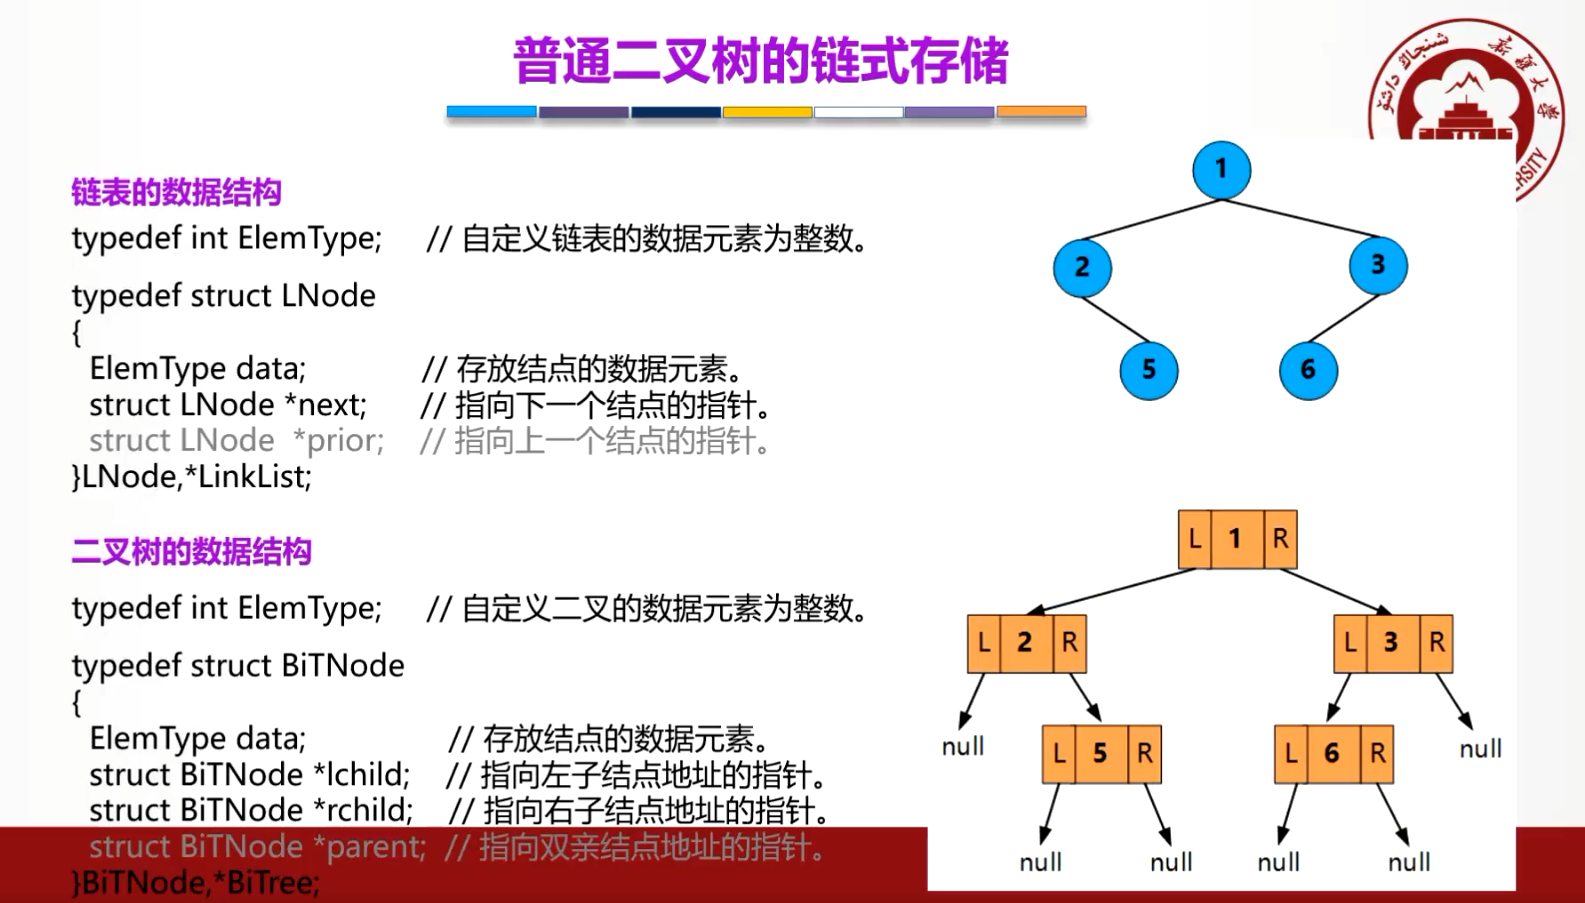 普通二叉树的链式存储
شىنجاڭ داشۆ
新疆大学
RSITY
链表的数据结构
typedef int ElemType; // 自定义链表的数据元素为整数。
typedef struct LNode
{
ElemType data; // 存放结点的数据元素。
struct LNode *next; // 指向下一个结点的指针。
struct LNode *prior; // 指向上一个结点的指针。
}LNode,*LinkList;
二叉树的数据结构
typedef int ElemType; // 自定义二叉的数据元素为整数。
typedef struct BiTNode
{
ElemType data; // 存放结点的数据元素。
struct BiTNode *lchild; // 指向左子结点地址的指针。
struct BiTNode *rchild; // 指向右子结点地址的指针。
struct BiTNode *parent; // 指向双亲结点地址的指针。
}BiTNode,*BiTree;
1
2 3
5 6
L 1 R
L 2 R L 3 R
null L 5 R L 6 R null
null null null null